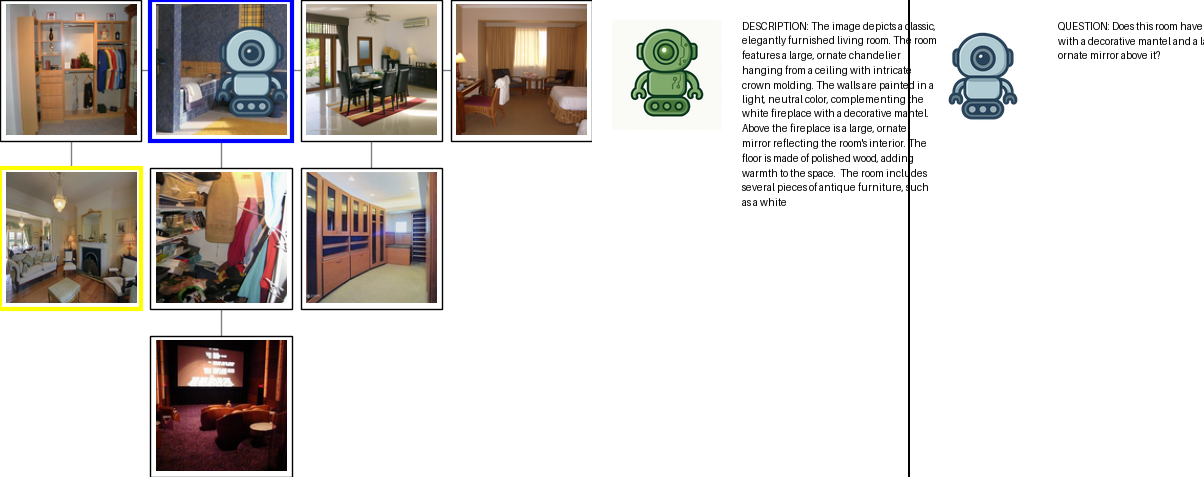 DESCRIPTION: The image depicts a classic,
elegantly furnished living room. The room
features a large, ornate chandelier
hanging from a ceiling with intricate
crown molding. The walls are painted in a
light, neutral color, complementing the
white fireplace with a decorative mantel.
Above the fireplace is a large, ornate
mirror reflecting the room's interior. The
floor is made of polished wood, adding
warmth to the space. The room includes
several pieces of antique furniture, such
as a white
QUESTION: Does this room have
with a decorative mantel and a la
ornate mirror above it?